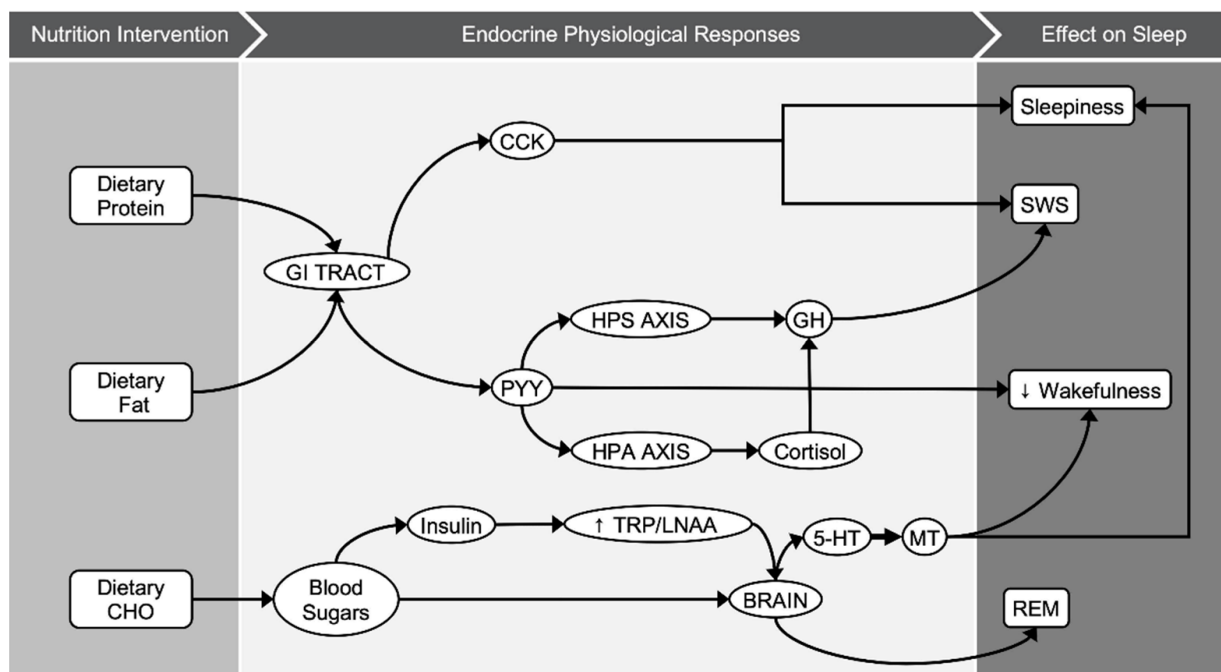 Nutrition Intervention
Endocrine Physiological Responses
Effect on Sleep
Sleepiness
CCK
Dietary
Protein
SWS
GI TRACT
HPS AXIS
GH
Dietary
Fat
PYY
↓ Wakefulness
HPA AXIS
Cortisol
Insulin
↑ TRP/LNAA
5-HT
MT
Dietary
CHO
Blood
Sugars
BRAIN
REM